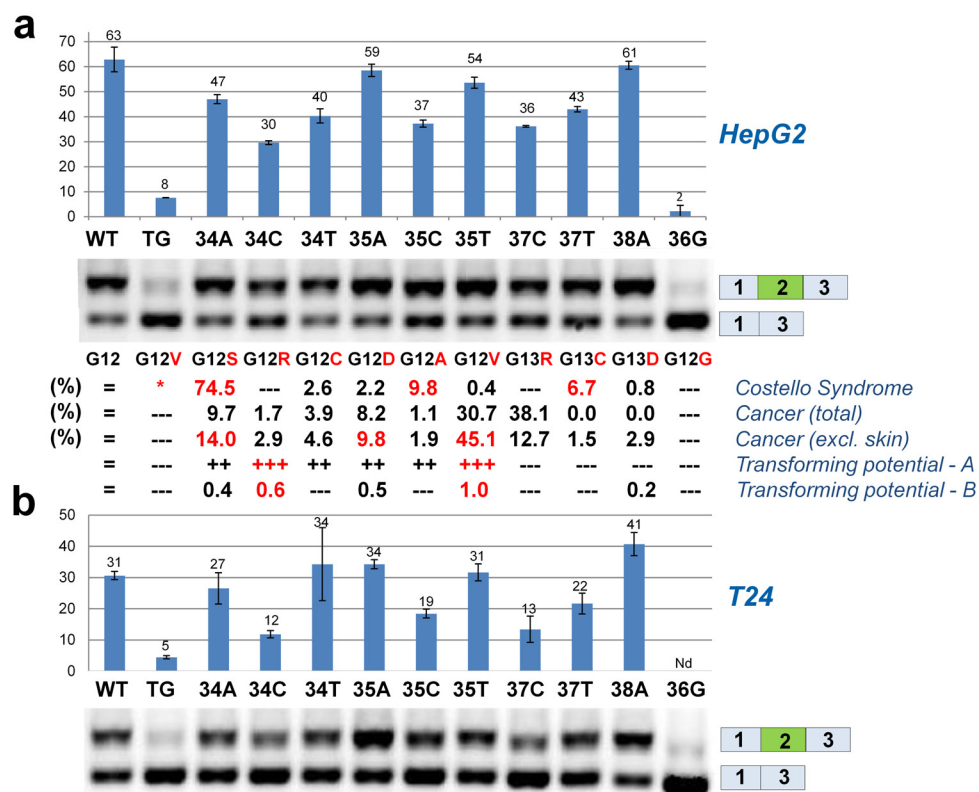 a
70
60
50
40
30
20
10
0
63 8 47 30 40 59 37 54 36 43 61 2
HepG2
WT TG 34A 34C 34T 35A 35C 35T 37C 37T 38A 36G
1 2 3
1 3
G12 G12V G12S G12R G12C G12D G12A G12V G13R G13C G13D G12G
(%) = * 74.5 --- 2.6 2.2 9.8 0.4 --- 6.7 0.8 --- Costello Syndrome
(%) = --- 9.7 1.7 3.9 8.2 1.1 30.7 38.1 0.0 0.0 --- Cancer (total)
(%) = --- 14.0 2.9 4.6 9.8 1.9 45.1 12.7 1.5 2.9 --- Cancer (excl. skin)
= --- ++ +++ ++ ++ ++ +++ --- --- --- --- Transforming potential - A
= --- 0.4 0.6 --- 0.5 --- 1.0 --- --- 0.2 --- Transforming potential - B
b
50
40
30
20
10
0
31 5 27 12 34 34 19 31 13 22 41 Nd
T24
WT TG 34A 34C 34T 35A 35C 35T 37C 37T 38A 36G
1 2 3
1 3